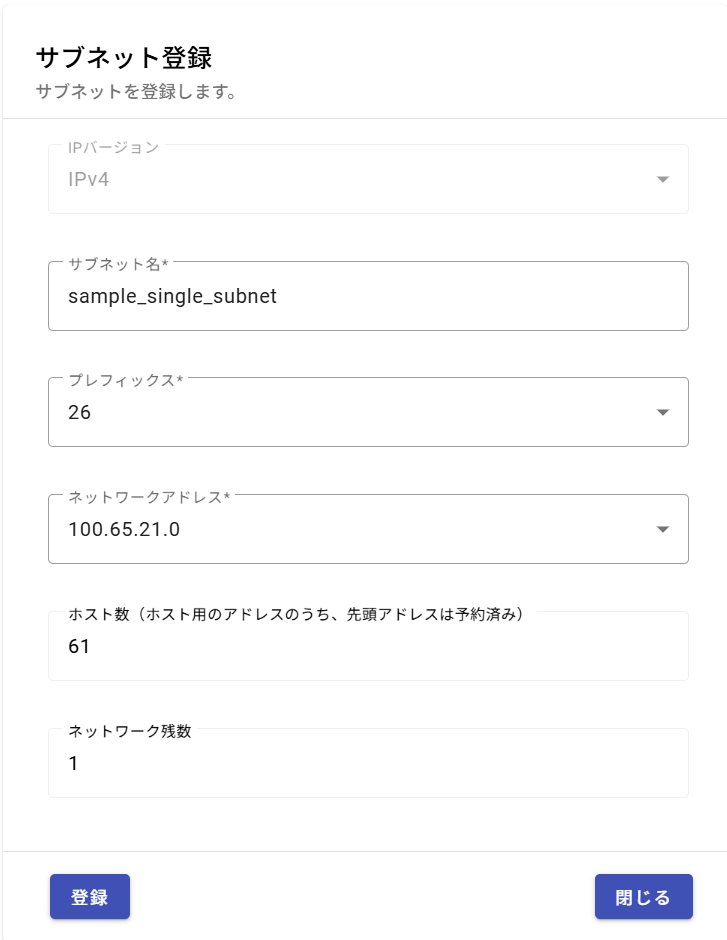 サブネット登録
サブネットを登録します。
IPバージョン
IPv4
サブネット名*
sample_single_subnet
プレフィックス*
26
ネットワークアドレス*
100.65.21.0
ホスト数（ホスト用のアドレスのうち、先頭アドレスは予約済み）
61
ネットワーク残数
1
登録
閉じる